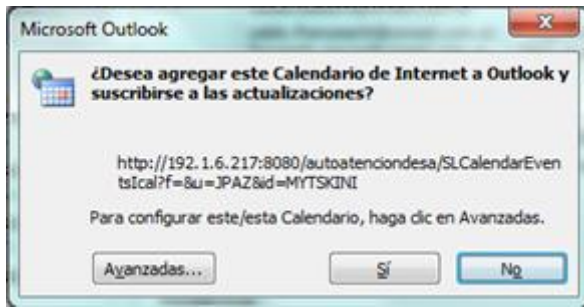 Microsoft Outlook
¿Desea agregar este Calendario de Internet a Outlook y
suscribirse a las actualizaciones?
http://192.1.6.217:8080/autoatenciondesa/SLCalendarEven
tsIcal?f=&u=JPAZ&id=MYTSKINI
Para configurar este/esta Calendario, haga clic en Avanzadas.
Avanzadas...
Sí
No